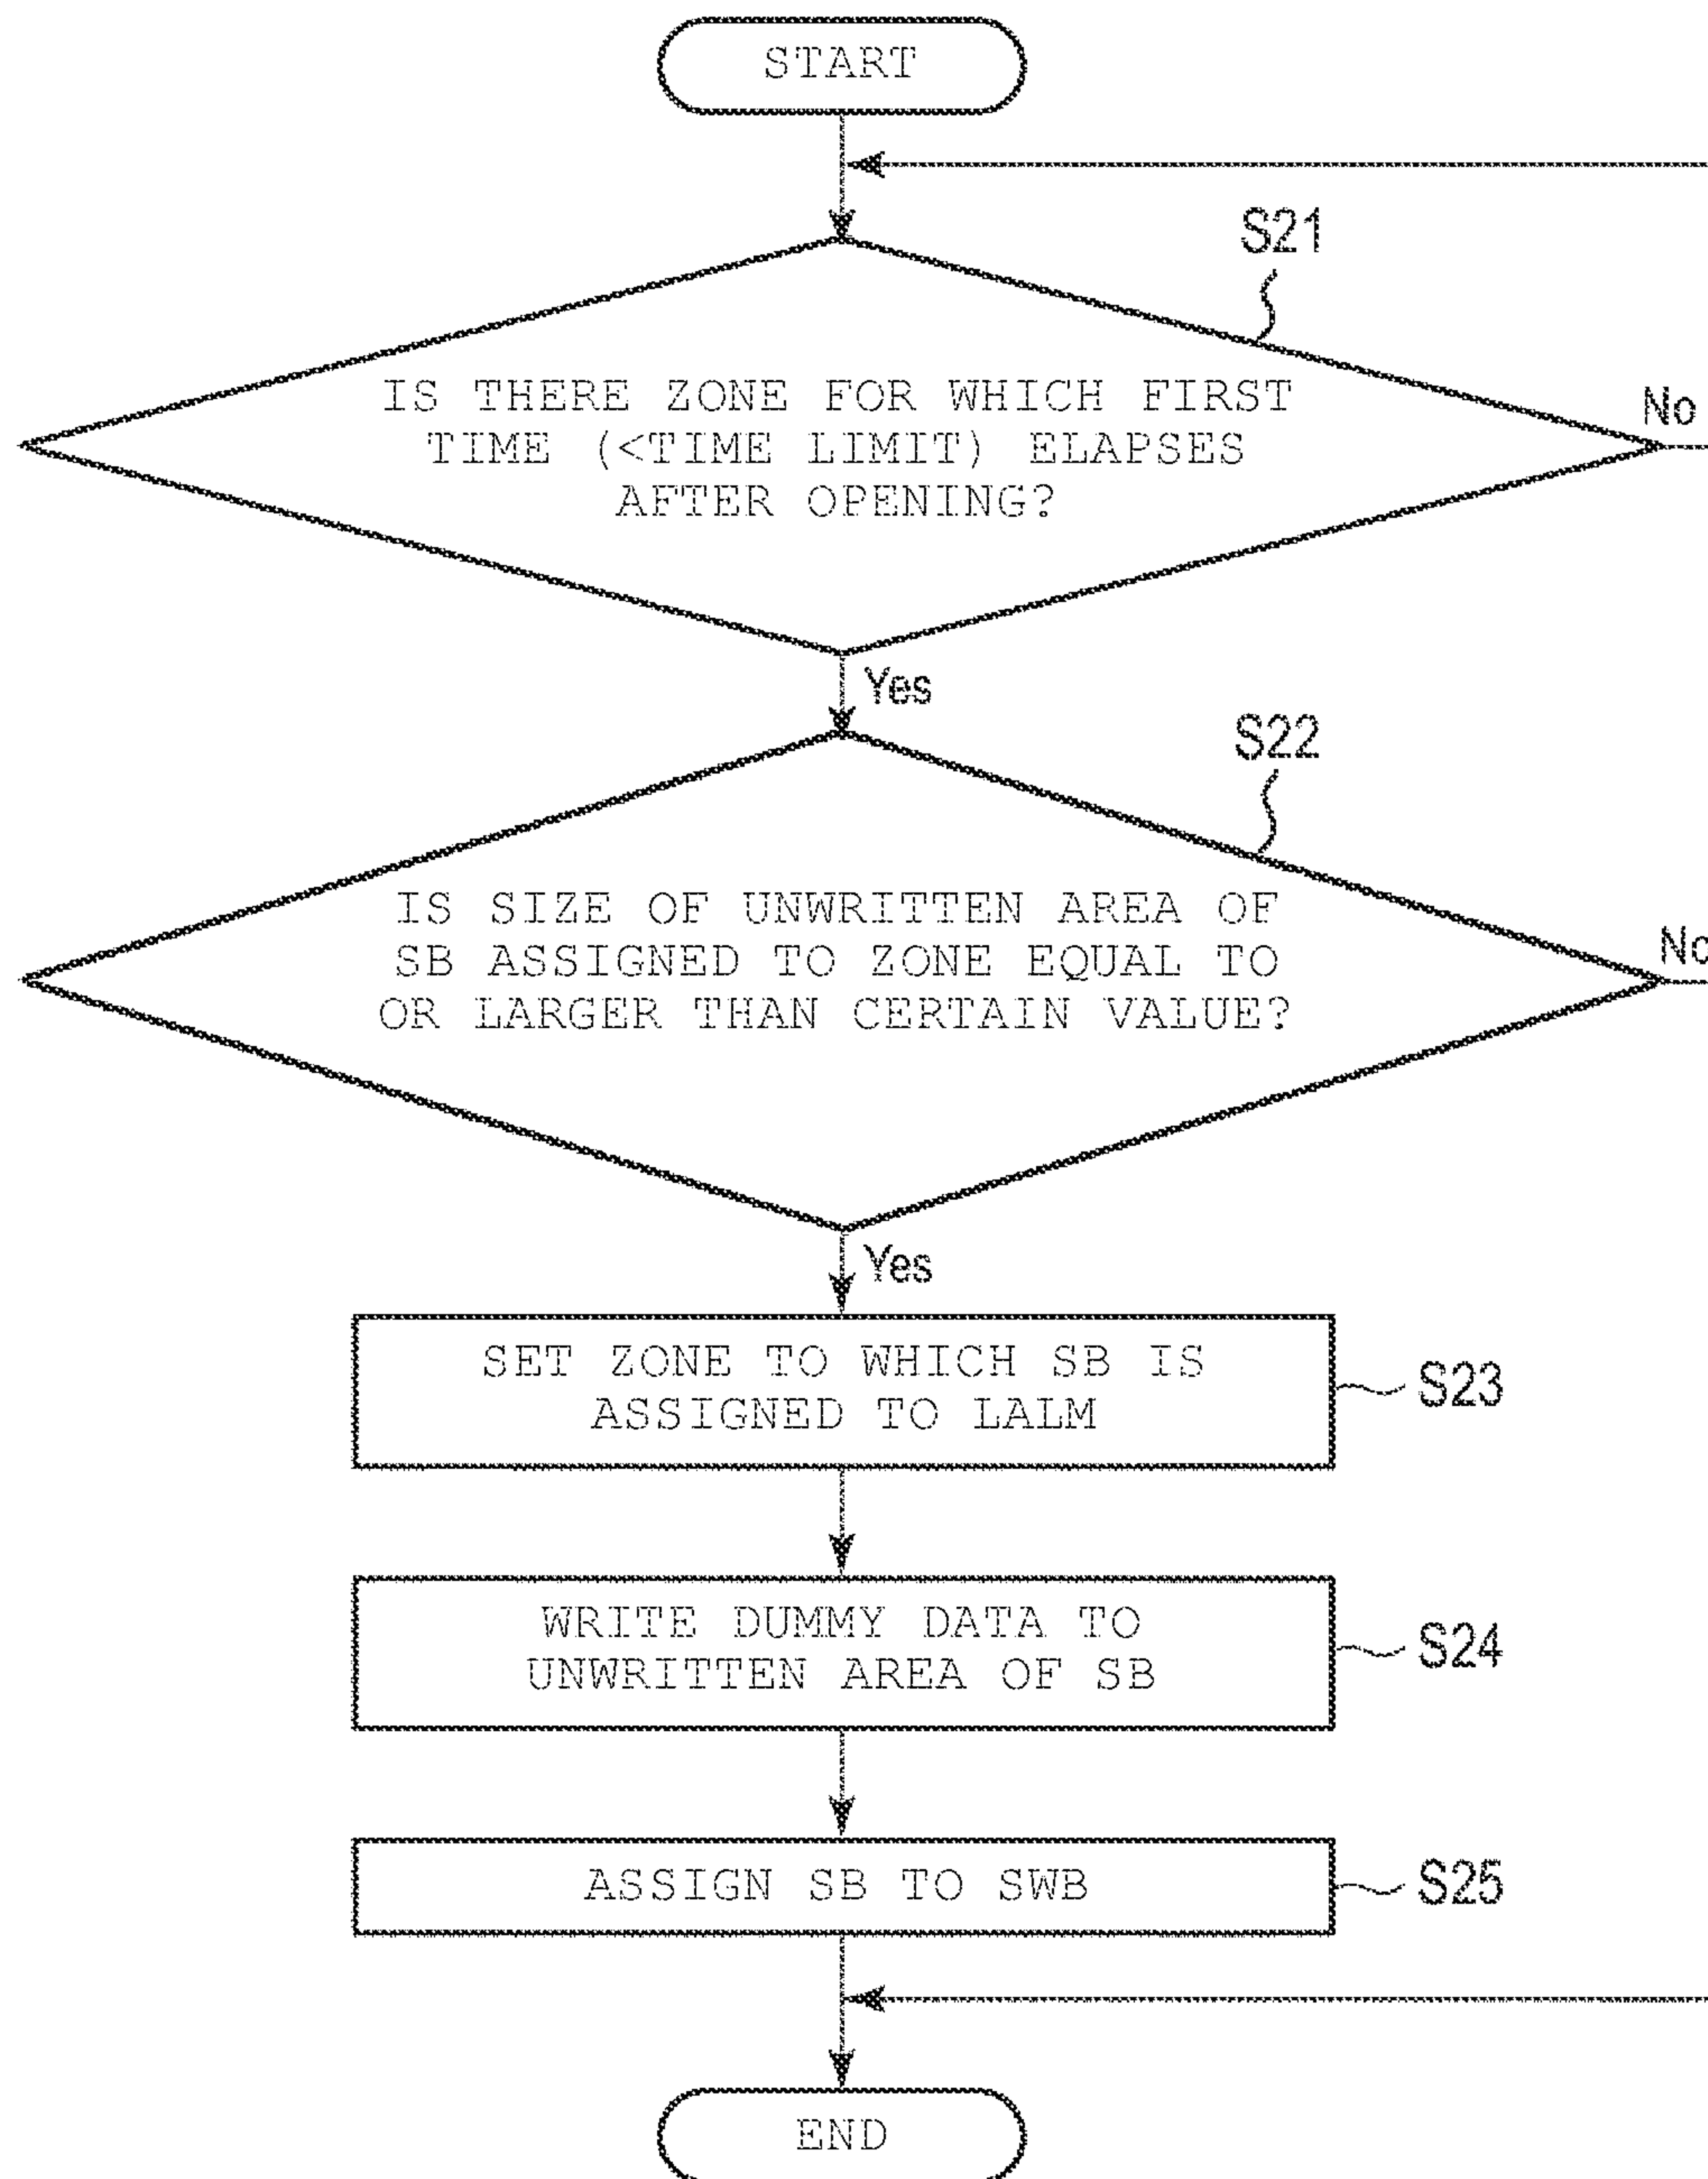 START
S21
IS THERE ZONE FOR WHICH FIRST
TIME (<TIME LIMIT) ELAPSES
AFTER OPENING?
No
Yes
S22
IS SIZE OF UNWRITTEN AREA OF
SB ASSIGNED TO ZONE EQUAL TO
OR LARGER THAN CERTAIN VALUE?
No
Yes
SET ZONE TO WHICH SB IS
ASSIGNED TO LALM
S23
WRITE DUMMY DATA TO
UNWRITTEN AREA OF SB
S24
ASSIGN SB TO SWB
S25
END